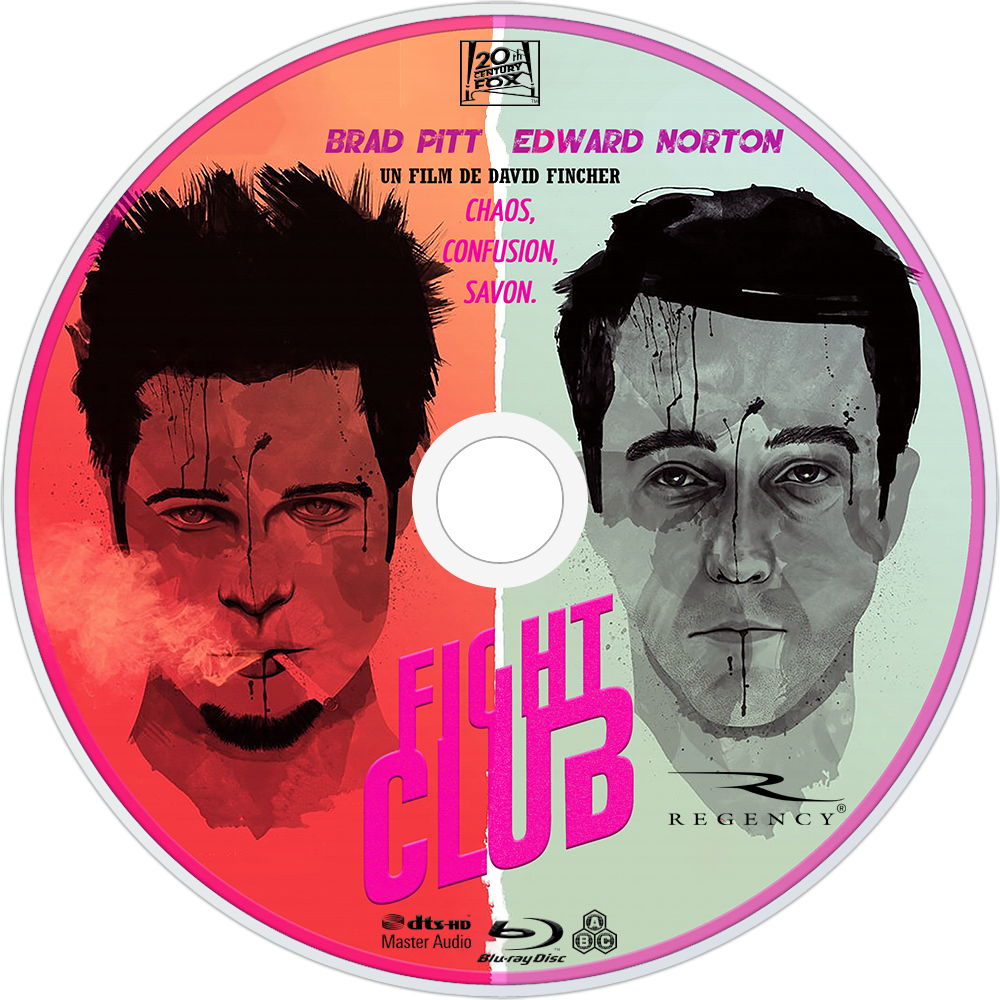 20th
CENTURY
FOX
TM
BRAD PITT EDWARD NORTON
UN FILM DE DAVID FINCHER
CHAOS,
CONFUSION,
SAVON.
FIGHT
CLUB
R
REGENCY®
dts-HD
Master Audio
Blu-ray Disc
A
B C